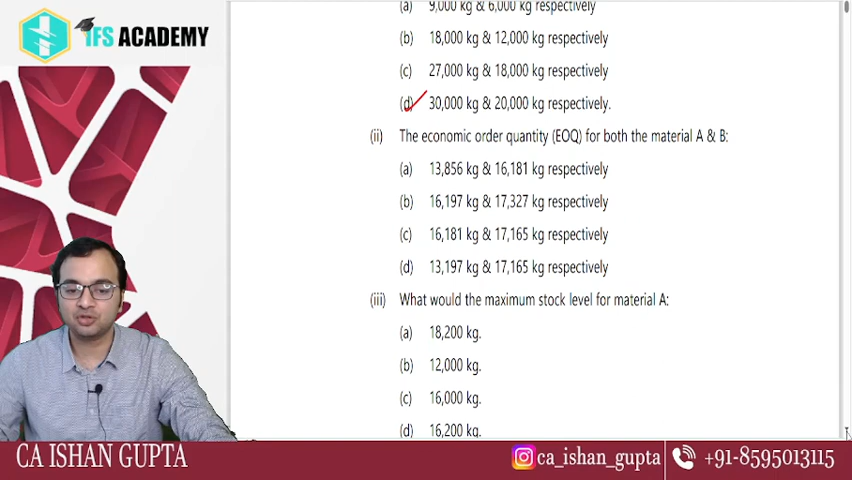 IFS ACADEMY
(a) 9,000 kg & 6,000 kg respectively
(b) 18,000 kg & 12,000 kg respectively
(c) 27,000 kg & 18,000 kg respectively
(d) 30,000 kg & 20,000 kg respectively.
(ii) The economic order quantity (EOQ) for both the material A & B:
(a) 13,856 kg & 16,181 kg respectively
(b) 16,197 kg & 17,327 kg respectively
(c) 16,181 kg & 17,165 kg respectively
(d) 13,197 kg & 17,165 kg respectively
(iii) What would the maximum stock level for material A:
(a) 18,200 kg.
(b) 12,000 kg.
(c) 16,000 kg.
(d) 16,200 kg.
CA ISHAN GUPTA
ca_ishan_gupta
+91-8595013115